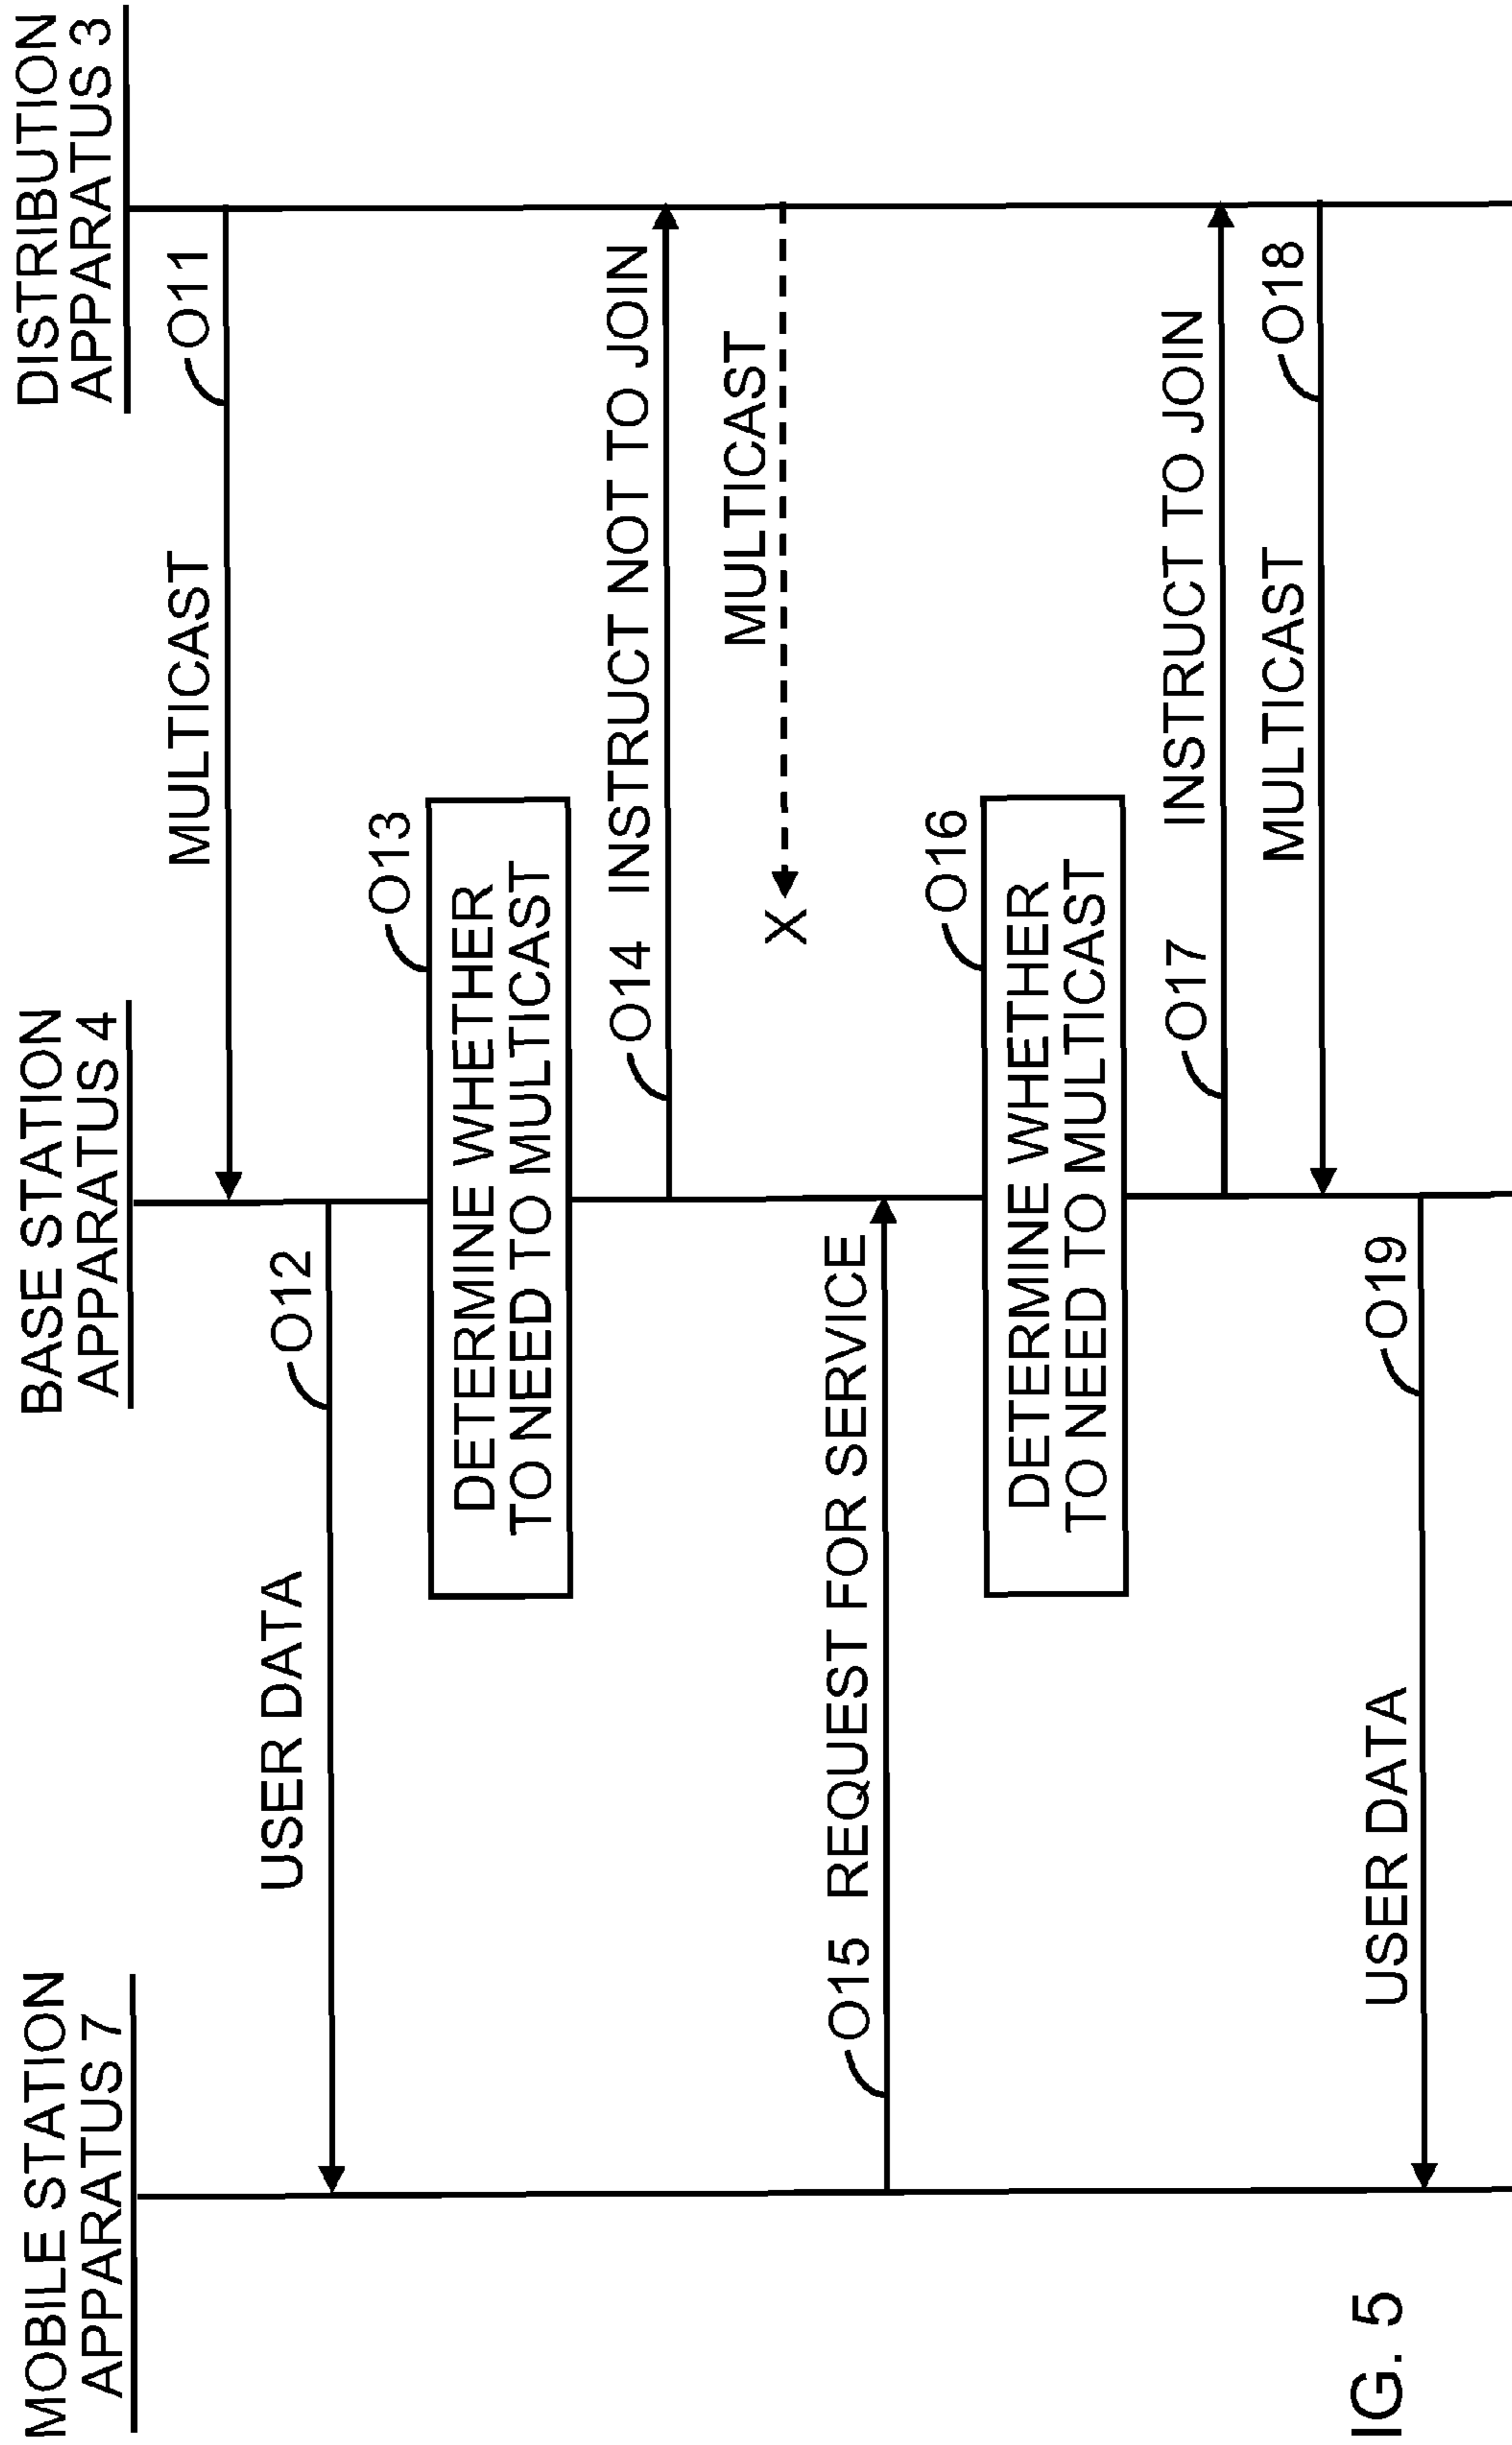 MOBILE STATION
APPARATUS 7
BASE STATION
APPARATUS 4
DISTRIBUTION
APPARATUS 3
MULTICAST
O11
USER DATA
O12
O13
DETERMINE WHETHER
TO NEED TO MULTICAST
O14 INSTRUCT NOT TO JOIN
X
MULTICAST
O15 REQUEST FOR SERVICE
O16
DETERMINE WHETHER
TO NEED TO MULTICAST
O17 INSTRUCT TO JOIN
MULTICAST
O18
USER DATA
O19
IG. 5